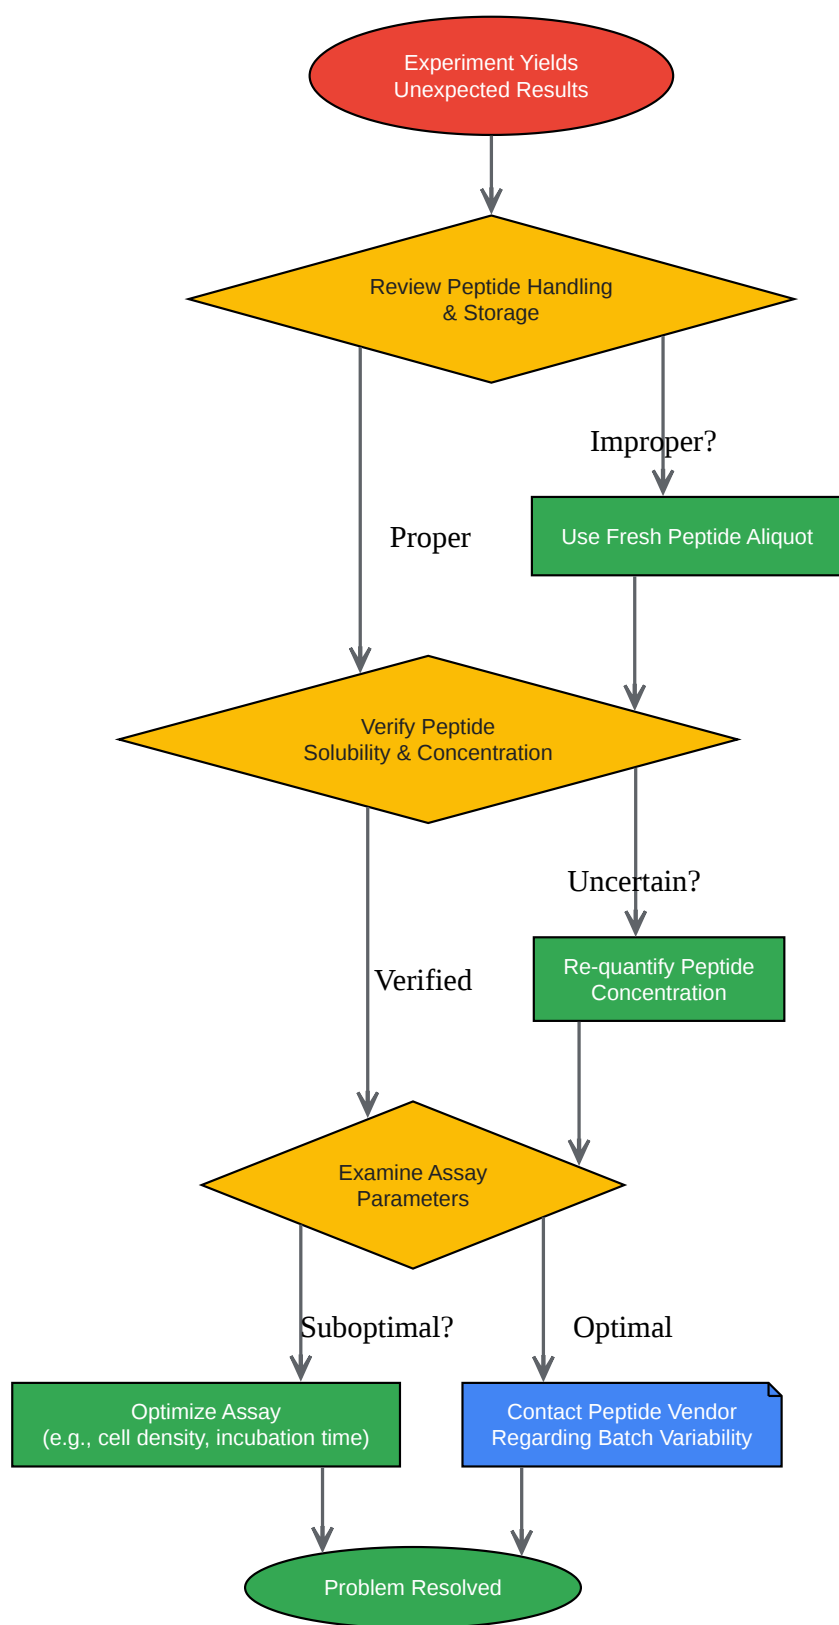 Experiment Yields
Unexpected Results
Review Peptide Handling
& Storage
Improper?
Proper
Use Fresh Peptide Aliquot
Verify Peptide
Solubility & Concentration
Uncertain?
Verified
Re-quantify Peptide
Concentration
Examine Assay
Parameters
Suboptimal?
Optimal
Optimize Assay
(e.g., cell density, incubation time)
Contact Peptide Vendor
Regarding Batch Variability
Problem Resolved